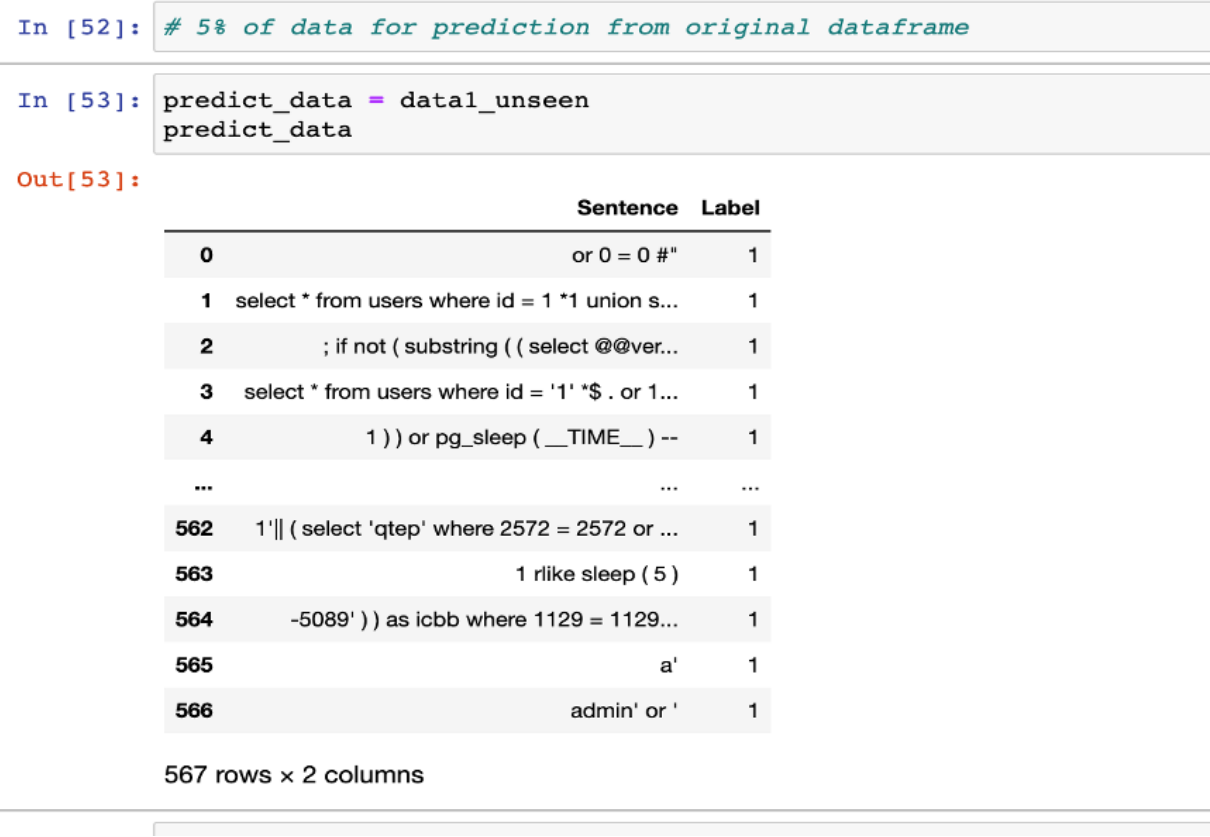 In [52]: # 5% of data for prediction from original dataframe
In [53]: predict_data = data1_unseen
predict_data
Out[53]:
Sentence Label
0 or 0 = 0 #" 1
1 select * from users where id = 1 *1 union s... 1
2 ; if not ( substring ( ( select @@ver... 1
3 select * from users where id = '1' *$ . or 1... 1
4 1 ) ) or pg_sleep ( __TIME__ ) -- 1
... ... ...
562 1'|| ( select 'qtep' where 2572 = 2572 or ... 1
563 1 rlike sleep ( 5 ) 1
564 -5089' ) ) as icbb where 1129 = 1129... 1
565 a' 1
566 admin' or ' 1
567 rows × 2 columns